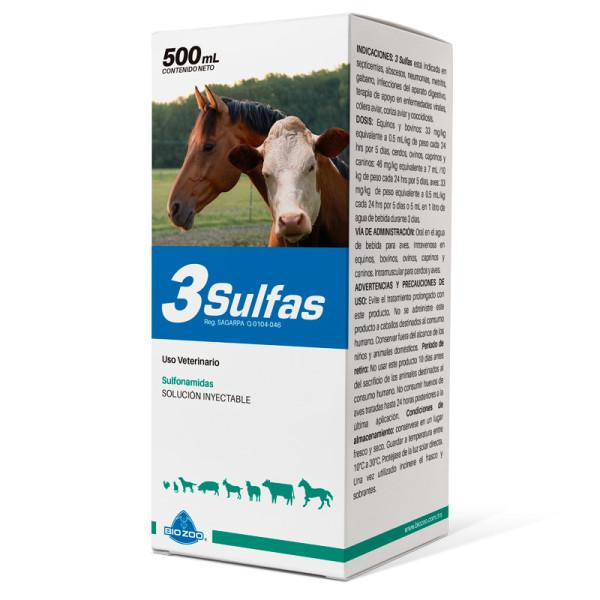 500mL
CONTENIDO NETO
3Sulfas
Reg. SAGARPA Q-0104-046
Uso Veterinario
Sulfonamidas
SOLUCIÓN INYECTABLE
BIOZOO
INDICACIONES: 3 Sulfas está indicada en
septicemias, abscesos, neumonías, metritis,
gabarro, infecciones del aparato digestivo,
terapia de apoyo en enfermedades virales,
cólera aviar, coriza aviar y coccidiosis.
DOSIS: Equinos y bovinos: 33 mg/kg
equivalente a 0.5 mL/kg de peso cada 24
hrs por 5 días, cerdos, ovinos, caprinos y
caninos: 46 mg/kg equivalente a 7 mL /10
kg de peso cada 24 hrs por 5 días, aves: 33
mg/kg de peso equivalente a 0.5 mL/kg
cada 24 hrs por 5 días o 5 mL en 1 litro de
agua de bebida durante 3 días.
VÍA DE ADMINISTRACIÓN: Oral en el agua
de bebida para aves. Intravenosa en
equinos, bovinos, ovinos, caprinos y
caninos. Intramuscular para cerdos y aves.
ADVERTENCIAS Y PRECAUCIONES DE
USO: Evite el tratamiento prolongado con
este producto. No se administre este
producto a caballos destinados al consumo
humano. Conservar fuera del alcance de los
niños y animales domésticos. Periodo de
retiro: No usar este producto 10 días antes
del sacrificio de los animales destinados al
consumo humano. No consumir huevos de
aves tratadas hasta 24 horas posteriores a la
última aplicación. Condiciones de
almacenamiento: consérvese en un lugar
fresco y seco. Guardar a temperatura entre
10°C a 30°C. Protéjase de la luz solar directa.
Una vez utilizado incinere el frasco y
sobrantes.
www.biozoo.com.mx